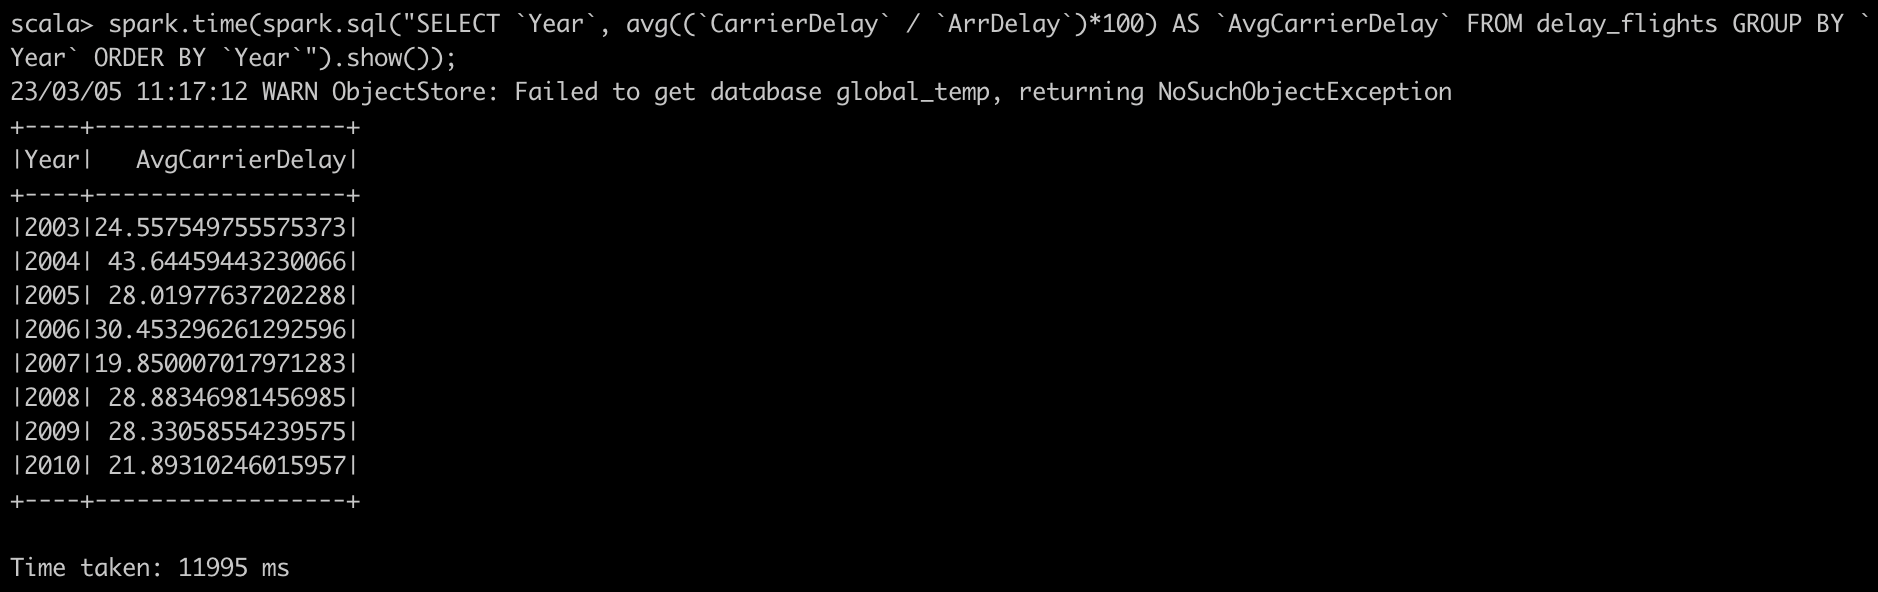 scala> spark.time(spark.sql("SELECT `Year`, avg((`CarrierDelay` / `ArrDelay`)*100) AS `AvgCarrierDelay` FROM delay_flights GROUP BY `
Year` ORDER BY `Year`").show());
23/03/05 11:17:12 WARN ObjectStore: Failed to get database global_temp, returning NoSuchObjectException
+----+------------------+
|Year|   AvgCarrierDelay|
+----+------------------+
|2003|24.557549755575373|
|2004| 43.64459443230066|
|2005| 28.01977637202288|
|2006|30.453296261292596|
|2007|19.850007017971283|
|2008| 28.88346981456985|
|2009| 28.33058554239575|
|2010| 21.89310246015957|
+----+------------------+
Time taken: 11995 ms